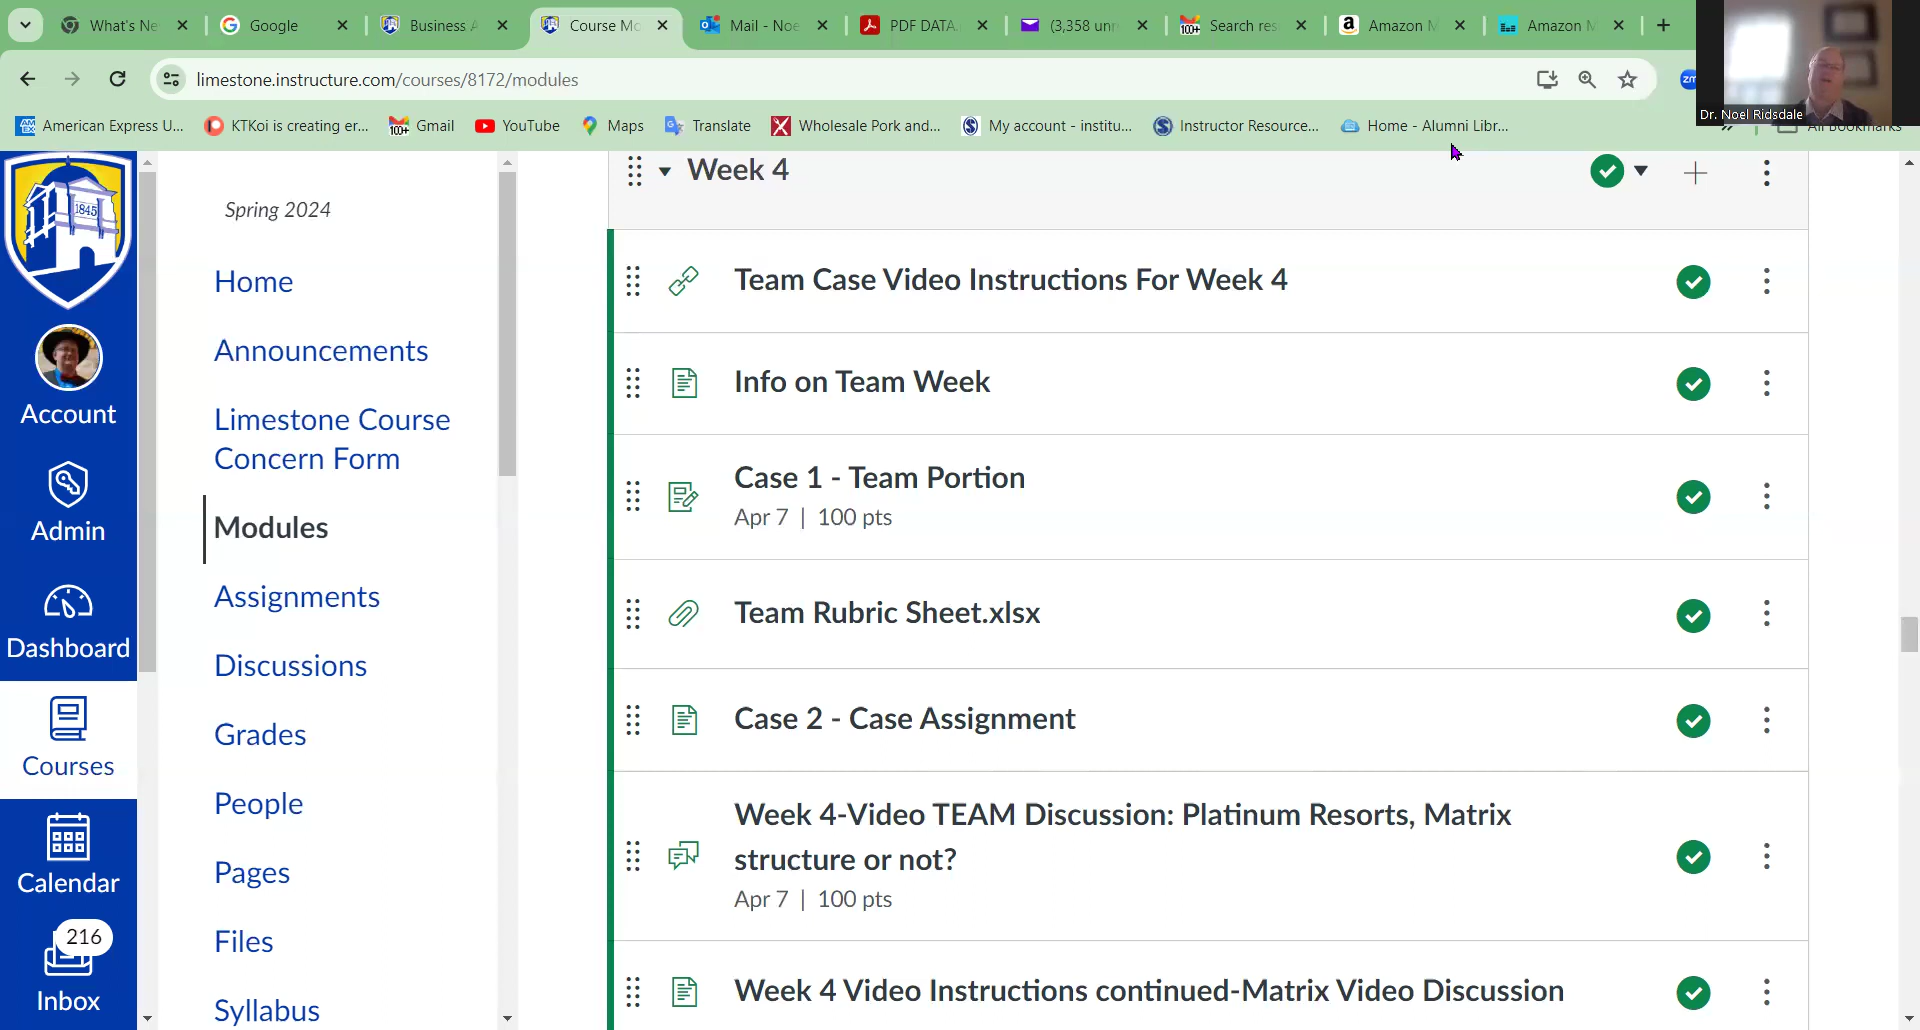 What's Ne
Google
Business A
Course Mo
Mail - Noe
PDF DATA
(3,358 unr
Search res
Amazon M
Amazon M
limestone.instructure.com/courses/8172/modules
zm
Dr. Noel Ridsdale
AM EX American Express U...
KTKoi is creating er...
100+ Gmail
YouTube
Maps
Translate
Wholesale Pork and...
My account - institu...
Instructor Resource...
Home - Alumni Libr...
All Bookmarks
1845
Account
Admin
Dashboard
Courses
Calendar
216
Inbox
Spring 2024
Home
Announcements
Limestone Course
Concern Form
Modules
Assignments
Discussions
Grades
People
Pages
Files
Syllabus
Week 4
Team Case Video Instructions For Week 4
Info on Team Week
Case 1 - Team Portion
Apr 7 | 100 pts
Team Rubric Sheet.xlsx
Case 2 - Case Assignment
Week 4-Video TEAM Discussion: Platinum Resorts, Matrix
structure or not?
Apr 7 | 100 pts
Week 4 Video Instructions continued-Matrix Video Discussion